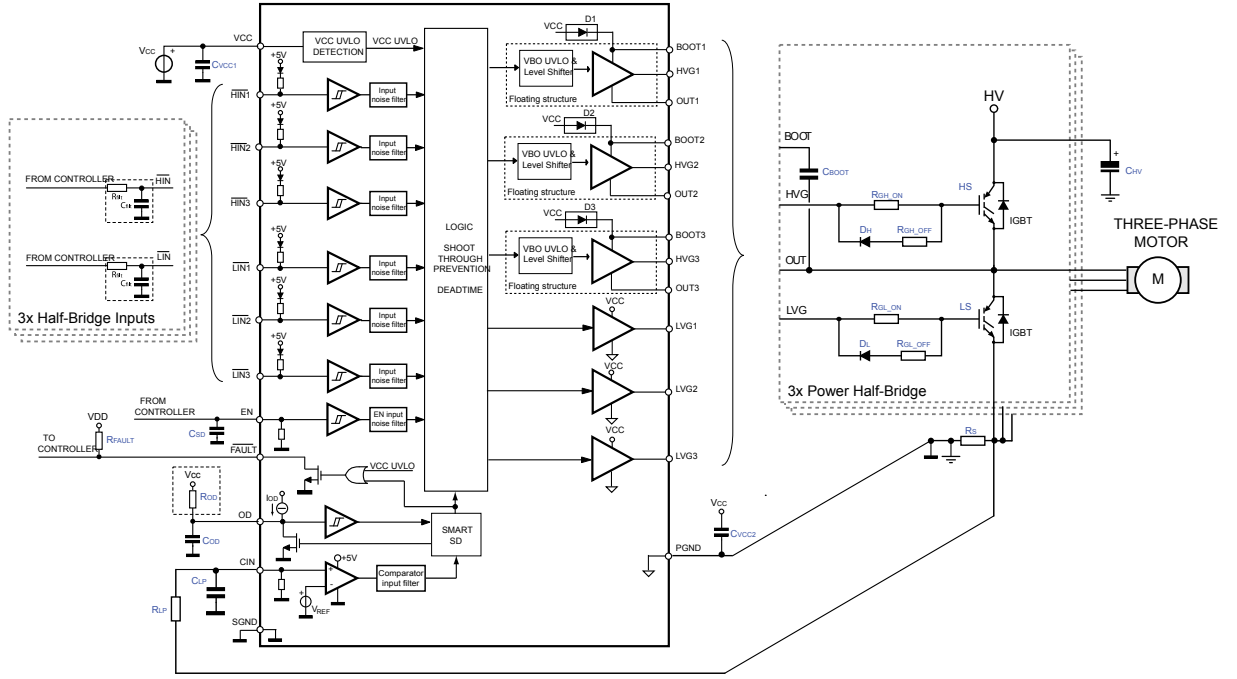 VCC
Vcc
+
CVCC1
VCC UVLO
DETECTION
VCC UVLO
+5V
HIN1
Input
noise filter
+5V
HIN2
Input
noise filter
+5V
HIN3
Input
noise filter
+5V
LIN1
Input
noise filter
+5V
LIN2
Input
noise filter
+5V
LIN3
Input
noise filter
FROM CONTROLLER
HIN
FROM CONTROLLER
LIN
3x Half-Bridge Inputs
FROM
CONTROLLER
EN
CSD
EN input
noise filter
VDD
RFAULT
TO
CONTROLLER
FAULT
VCC UVLO
Vcc
ROD
OD
COD
IOD
SMART
SD
CIN
CLP
RLP
+5V
+
-
+
VREF
Comparator
input filter
SGND
LOGIC
SHOOT
THROUGH
PREVENTION
DEADTIME
VCC
D1
VBO UVLO &
Level Shifter
Floating structure
BOOT1
HVG1
OUT1
VCC
D2
VBO UVLO &
Level Shifter
Floating structure
BOOT2
HVG2
OUT2
VCC
D3
VBO UVLO &
Level Shifter
Floating structure
BOOT3
HVG3
OUT3
VCC
LVG1
VCC
LVG2
VCC
LVG3
PGND
Vcc
CVCC2
BOOT
CBOOT
HVG
RGH_ON
DH
RGH_OFF
HS
IGBT
HV
+
CHV
OUT
LVG
RGL_ON
DL
RGL_OFF
LS
IGBT
3x Power Half-Bridge
RS
THREE-PHASE
MOTOR
M